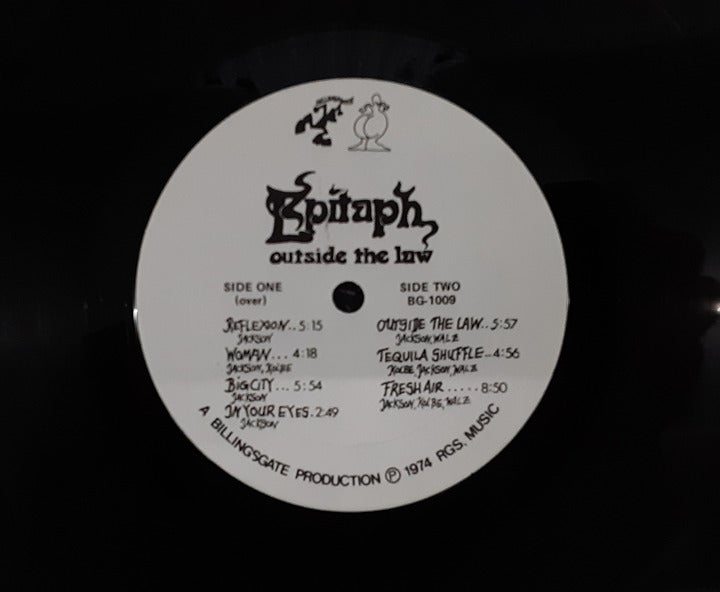 Epitaph
outside the law
SIDE ONE
(over)
REFLEXION..5:15
JACKSON
WOMAN...4:18
JACKSON, KOLBE
BIG CITY...5:54
JACKSON
IN YOUR EYES.2:49
JACKSON
SIDE TWO
BG-1009
OUTSIDE THE LAW..5:57
JACKSON, WALZ
TEQUILA SHUFFLE..4:56
KOLBE, JACKSON, WALZ
FRESH AIR.....8:50
JACKSON, KOLBE, WALZ
A BILLINGSGATE PRODUCTION Ⓟ 1974 RGS. MUSIC